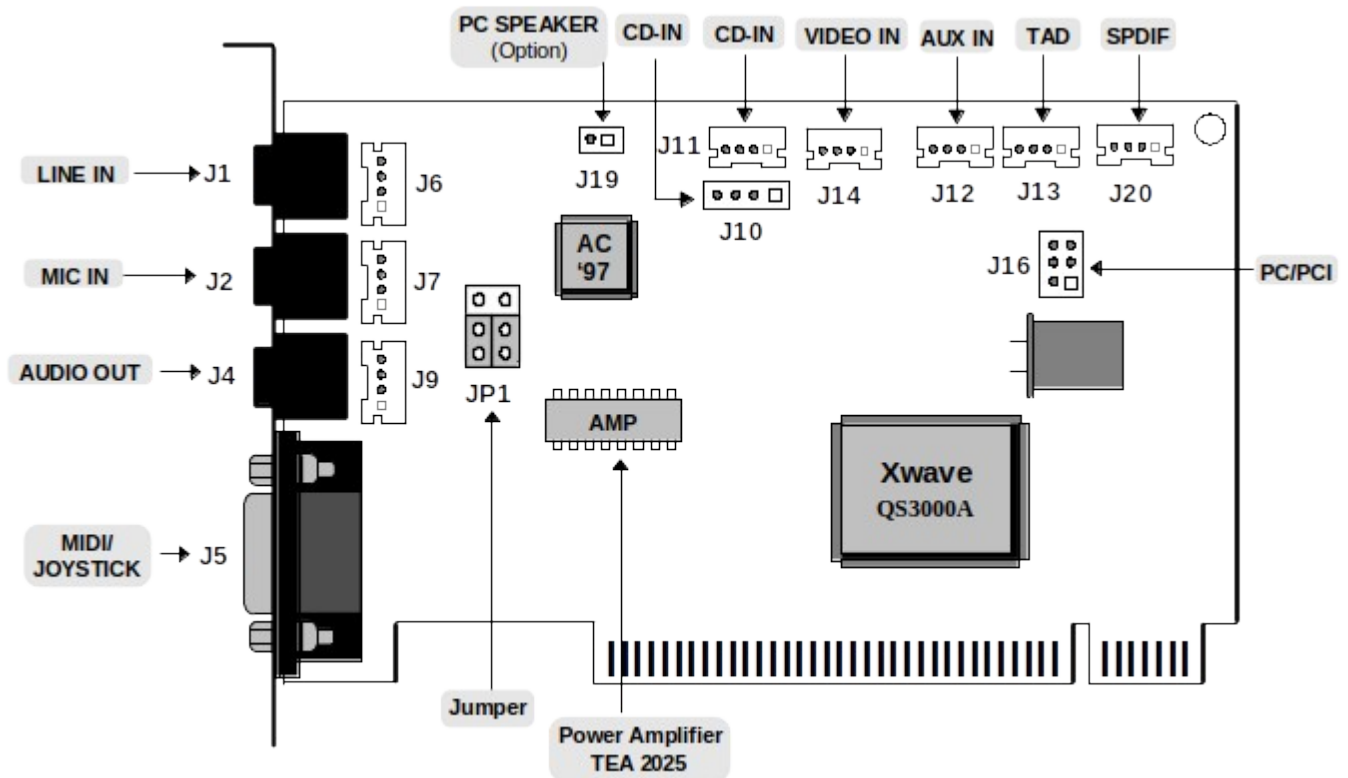 PC SPEAKER
(Option)
CD-IN
CD-IN
VIDEO IN
AUX IN
TAD
SPDIF
LINE IN
J1
J6
J19
J11
J10
J14
J12
J13
J20
MIC IN
J2
J7
AC
‘97
J16
PC/PCI
AUDIO OUT
J4
J9
JP1
AMP
Xwave
QS3000A
MIDI/
JOYSTICK
J5
Jumper
Power Amplifier
TEA 2025